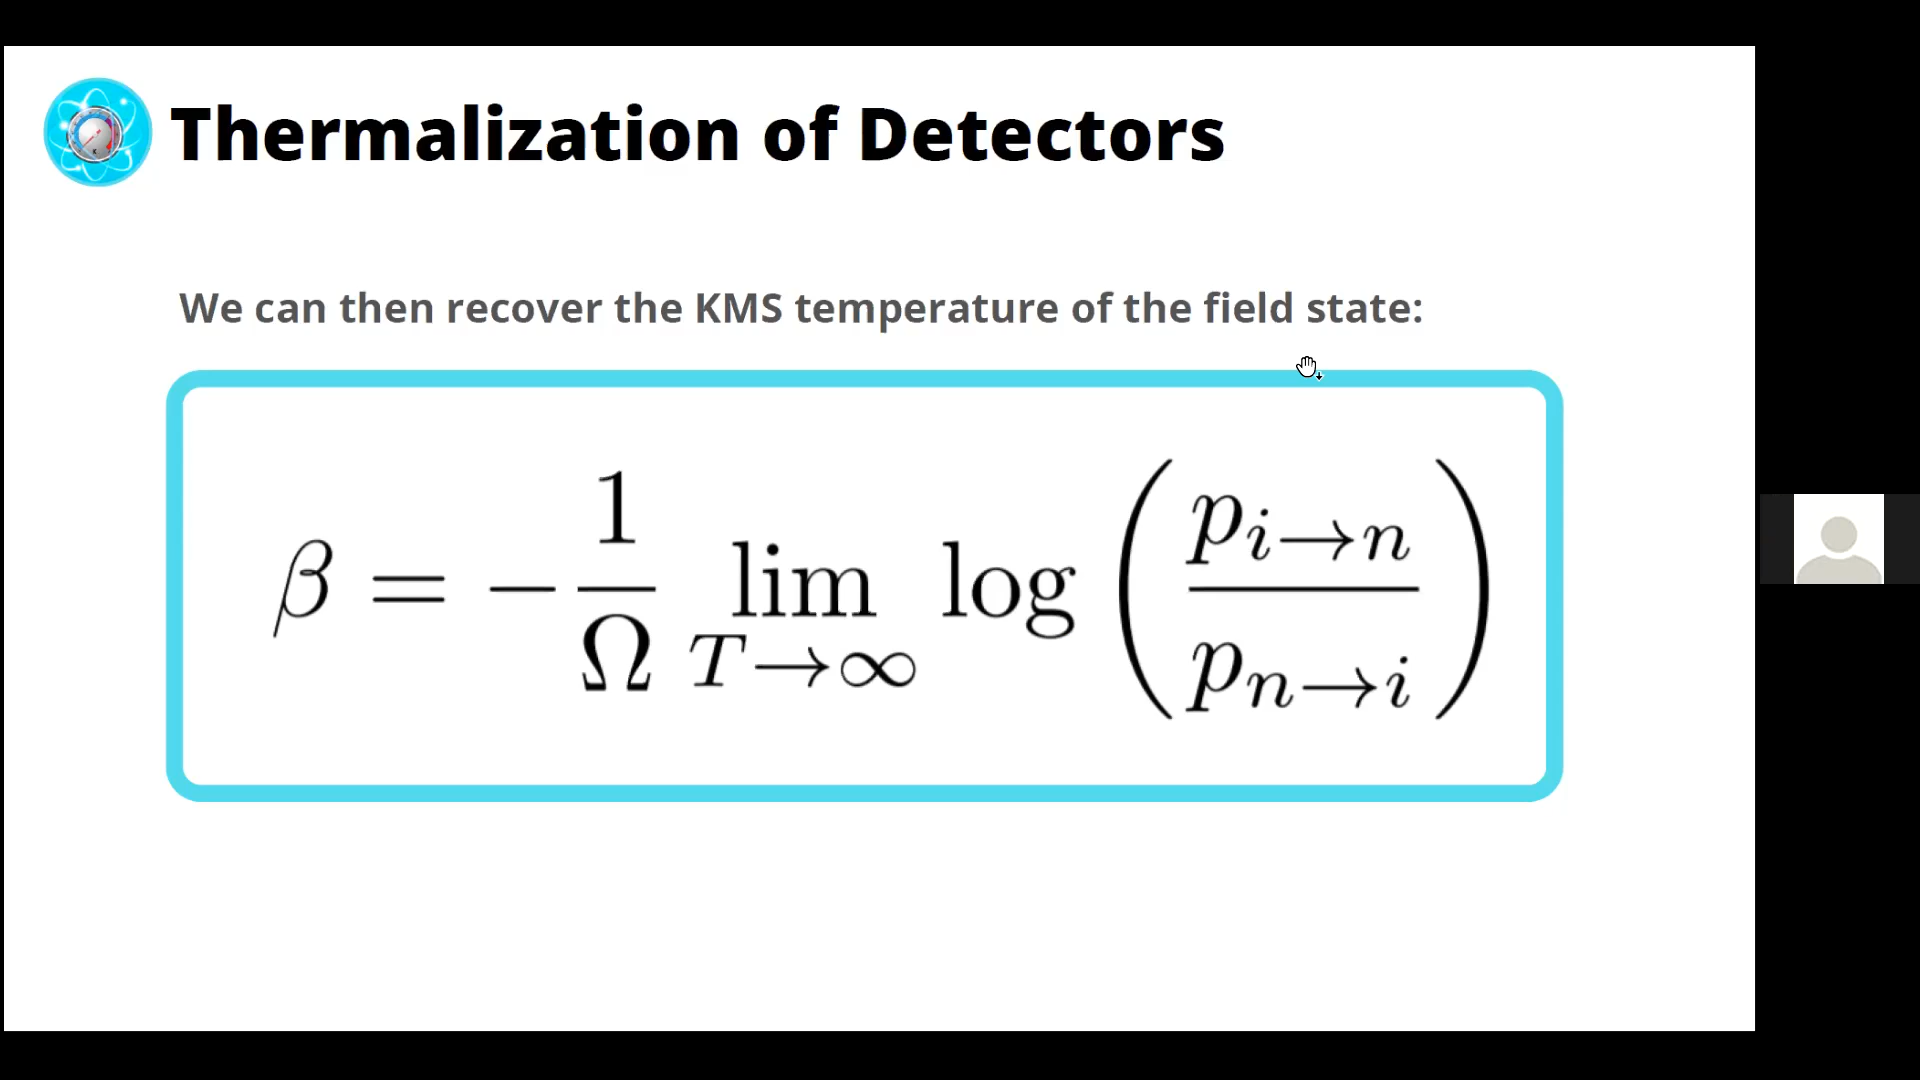 Thermalization of Detectors
We can then recover the KMS temperature of the field state:
β = − 1/Ω lim_{T→∞} log ( p_{i→n} / p_{n→i} )